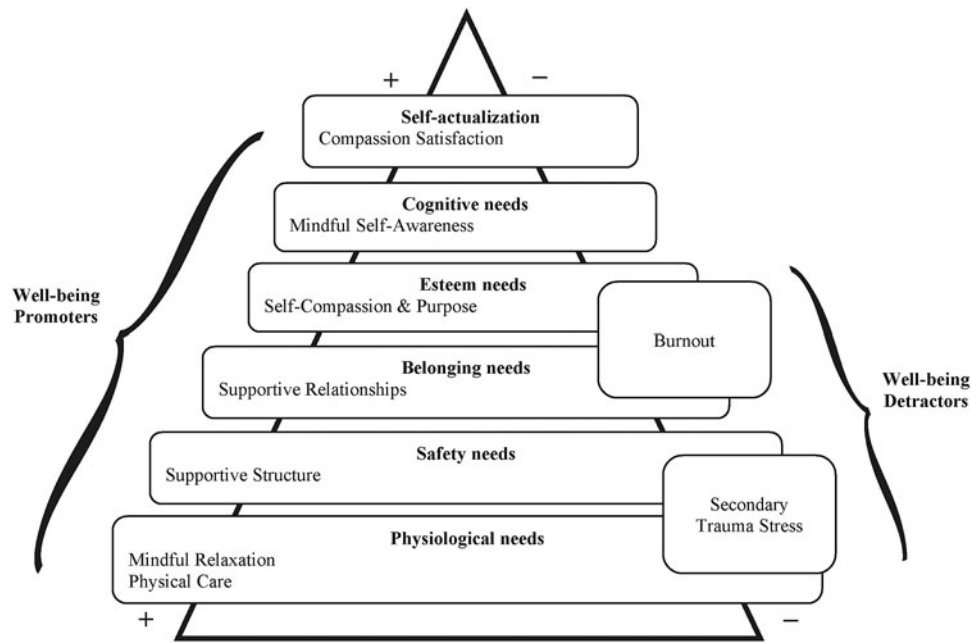 + −
Self-actualization
Compassion Satisfaction
Cognitive needs
Mindful Self-Awareness
Esteem needs
Self-Compassion & Purpose
Burnout
Well-being
Promoters
Belonging needs
Supportive Relationships
Well-being
Detractors
Safety needs
Supportive Structure
Secondary
Trauma Stress
Physiological needs
Mindful Relaxation
Physical Care
+ −